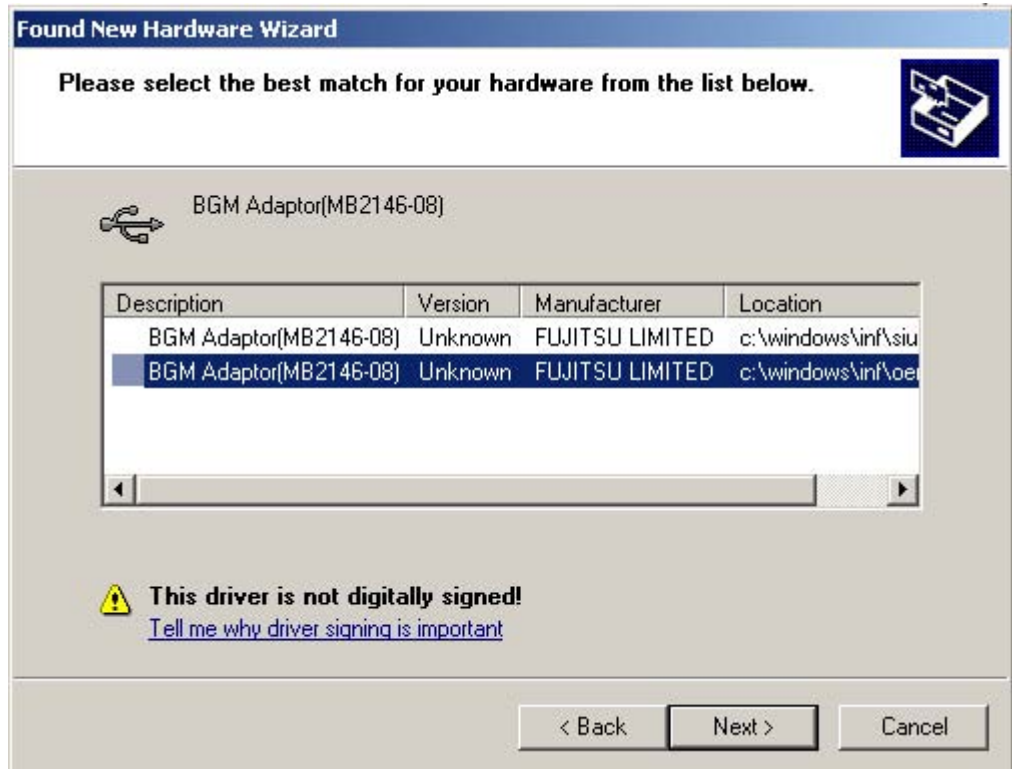 Found New Hardware Wizard
Please select the best match for your hardware from the list below.
BGM Adaptor(MB2146-08)
Description Version Manufacturer Location
BGM Adaptor(MB2146-08) Unknown FUJITSU LIMITED c:\windows\inf\siu
BGM Adaptor(MB2146-08) Unknown FUJITSU LIMITED c:\windows\inf\oei
This driver is not digitally signed!
Tell me why driver signing is important
< Back Next > Cancel